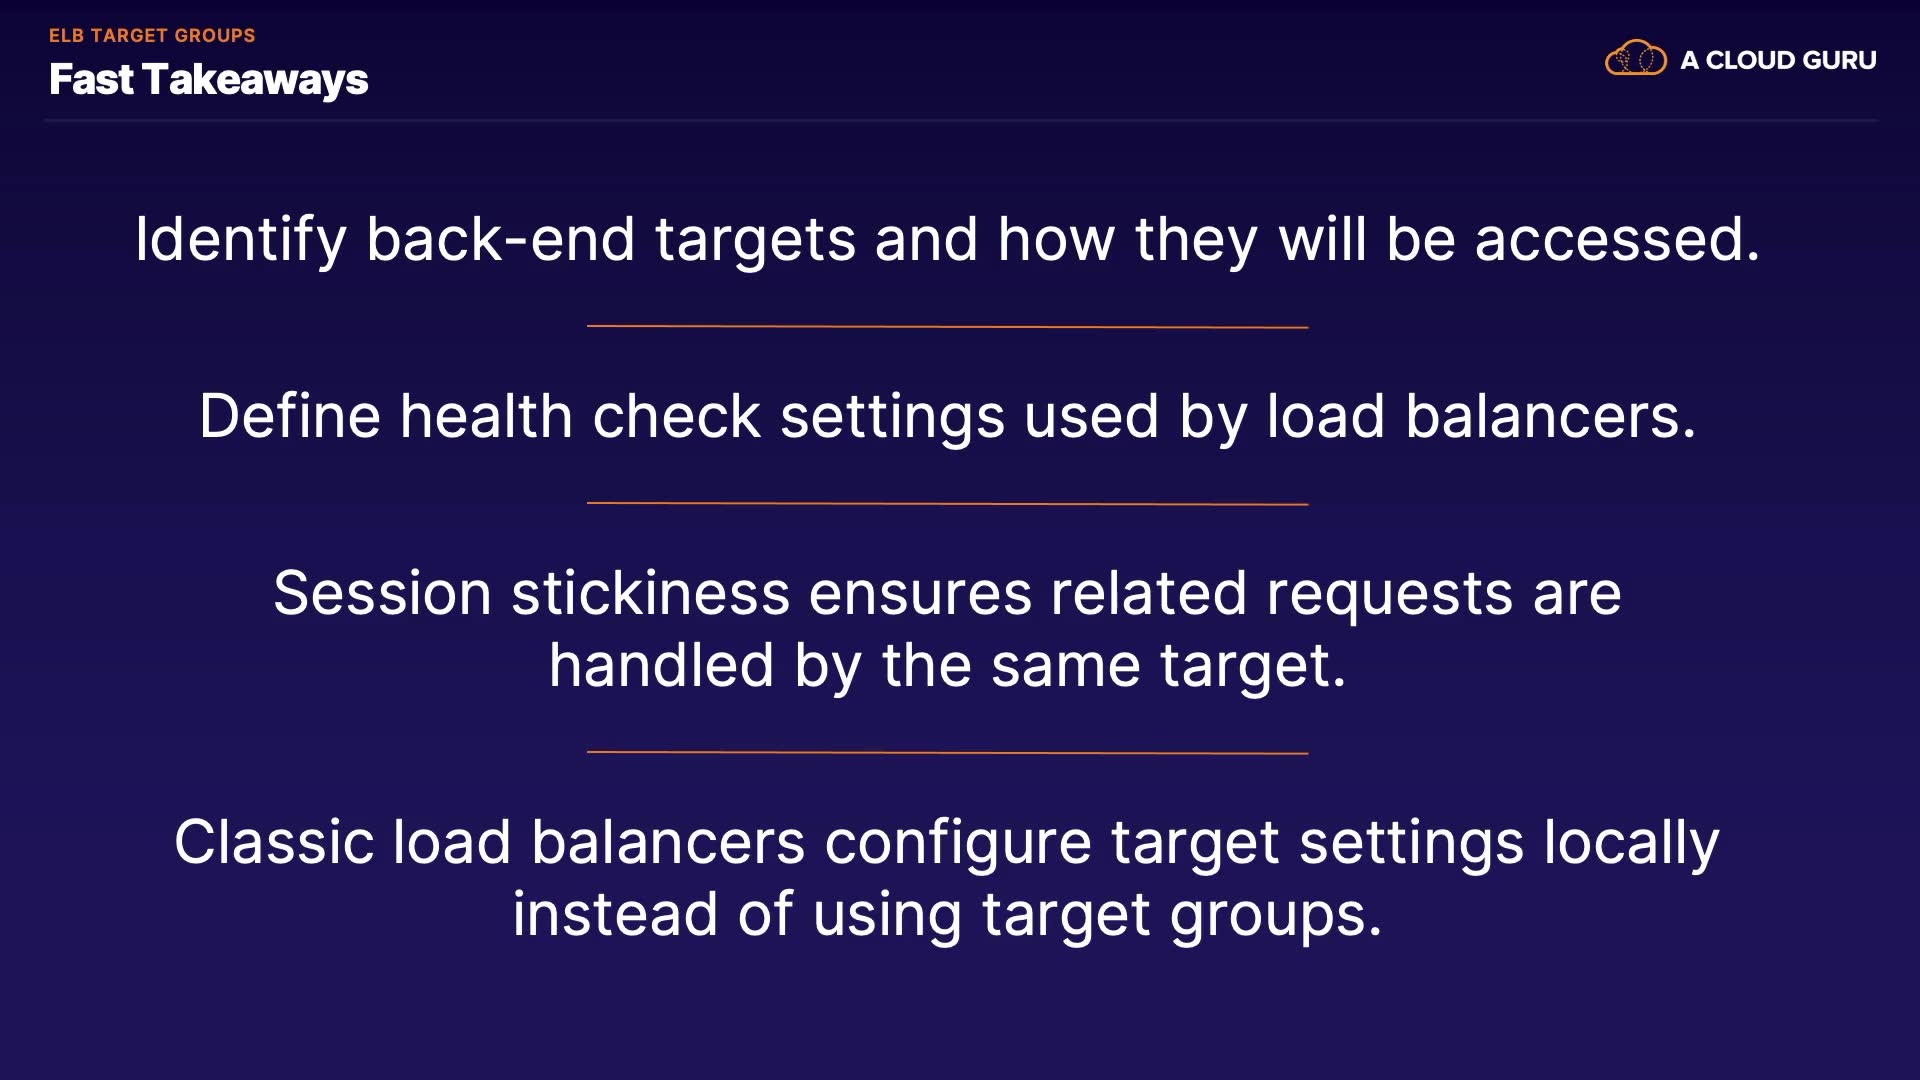 ELB TARGET GROUPS
Fast Takeaways
A CLOUD GURU
Identify back-end targets and how they will be accessed.
Define health check settings used by load balancers.
Session stickiness ensures related requests are
handled by the same target.
Classic load balancers configure target settings locally
instead of using target groups.